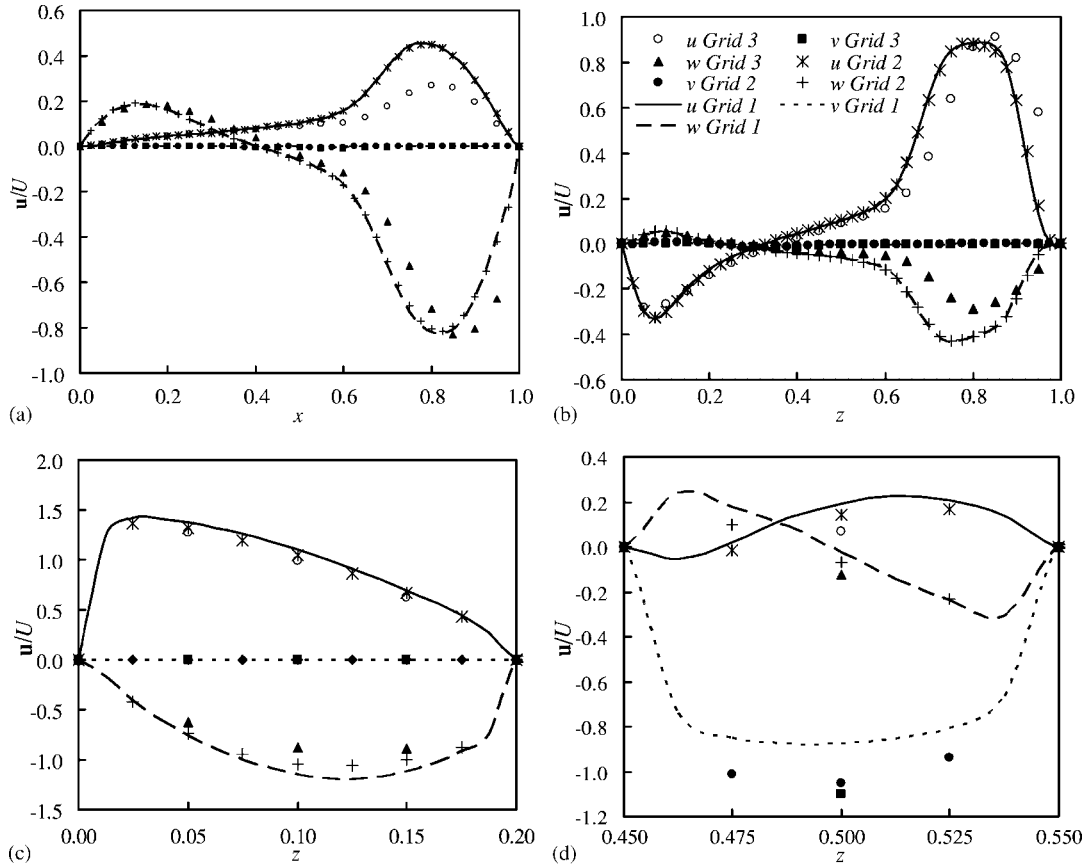 0.6
0.4
0.2
0.0
-0.2
-0.4
-0.6
-0.8
-1.0
u/U
0.0 0.2 0.4 0.6 0.8 1.0
(a) x
1.0
0.8
0.6
0.4
0.2
0.0
-0.2
-0.4
-0.6
u/U
u Grid 3 v Grid 3
w Grid 3 u Grid 2
v Grid 2 w Grid 2
u Grid 1 v Grid 1
w Grid 1
0.0 0.2 0.4 0.6 0.8 1.0
(b) z
2.0
1.5
1.0
0.5
0.0
-0.5
-1.0
-1.5
u/U
0.00 0.05 0.10 0.15 0.20
(c) z
0.4
0.2
0.0
-0.2
-0.4
-0.6
-0.8
-1.0
-1.2
u/U
0.450 0.475 0.500 0.525 0.550
(d) z